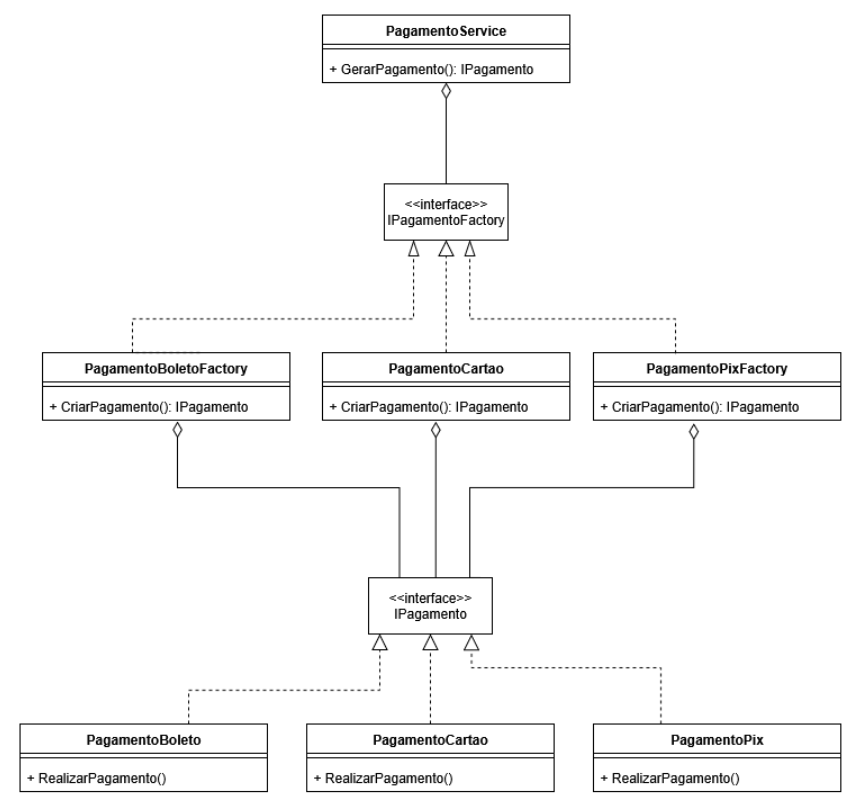 PagamentoService
+ GerarPagamento(): IPagamento
<<interface>>
IPagamentoFactory
PagamentoBoletoFactory
+ CriarPagamento(): IPagamento
PagamentoCartao
+ CriarPagamento(): IPagamento
PagamentoPixFactory
+ CriarPagamento(): IPagamento
<<interface>>
IPagamento
PagamentoBoleto
+ RealizarPagamento()
PagamentoCartao
+ RealizarPagamento()
PagamentoPix
+ RealizarPagamento()